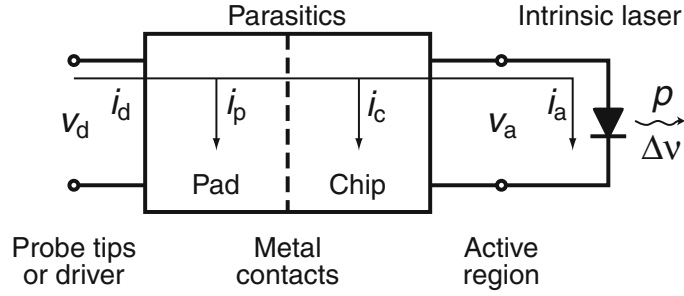 Parasitics
Intrinsic laser
i_d
i_p
i_c
i_a
p
v_d
v_a
Δν
Pad
Chip
Probe tips
or driver
Metal
contacts
Active
region